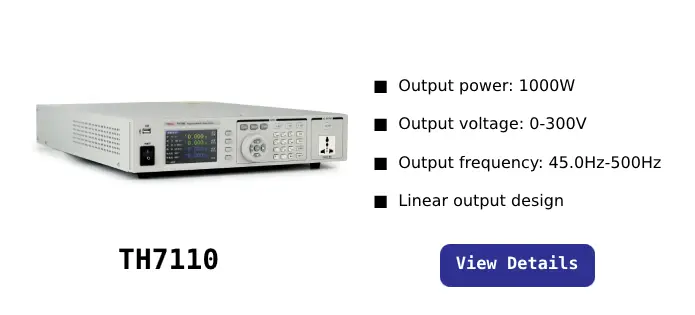 ■ Output power: 1000W
■ Output voltage: 0-300V
■ Output frequency: 45.0Hz-500Hz
■ Linear output design
TH7110
View Details